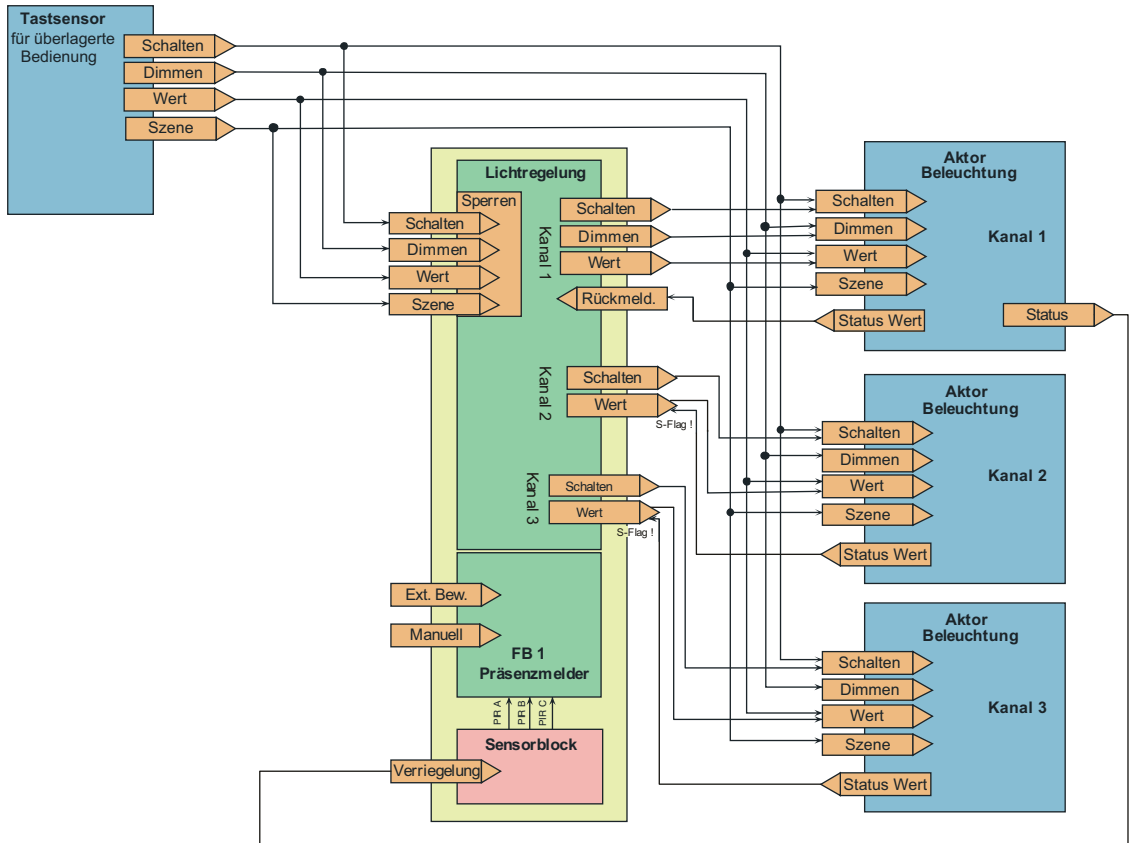 Tastsensor
für überlagerte
Bedienung
Schalten
Dimmen
Wert
Szene
Lichtregelung
Sperren
Schalten
Dimmen
Wert
Szene
Kanal 1
Schalten
Dimmen
Wert
Rückmeld.
Kanal 2
Schalten
Wert
S-Flag !
Kanal 3
Schalten
Wert
S-Flag !
Ext. Bew.
Manuell
FB 1
Präsenzmelder
PIR A
PIR B
PIR C
Sensorblock
Verriegelung
Aktor
Beleuchtung
Schalten
Dimmen
Kanal 1
Wert
Szene
Status Wert
Status
Aktor
Beleuchtung
Schalten
Dimmen
Kanal 2
Wert
Szene
Status Wert
Aktor
Beleuchtung
Schalten
Dimmen
Kanal 3
Wert
Szene
Status Wert